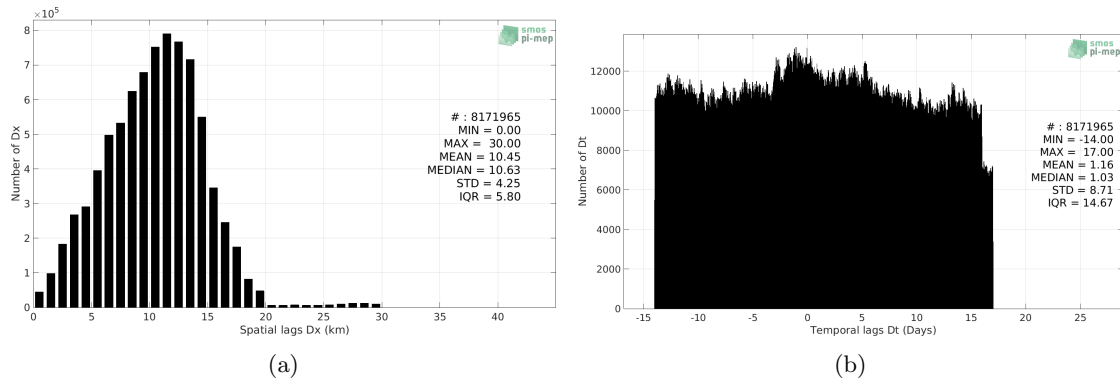 ×10⁵
8
7
6
5
4
3
2
1
0
Number of Dx
smos
pi-mep
# : 8171965
MIN = 0.00
MAX = 30.00
MEAN = 10.45
MEDIAN = 10.63
STD = 4.25
IQR = 5.80
0 5 10 15 20 25 30 35 40
Spatial lags Dx (km)
(a)
12000
10000
8000
6000
4000
2000
0
Number of Dt
smos
pi-mep
# : 8171965
MIN = -14.00
MAX = 17.00
MEAN = 1.16
MEDIAN = 1.03
STD = 8.71
IQR = 14.67
-15 -10 -5 0 5 10 15 20 25
Temporal lags Dt (Days)
(b)